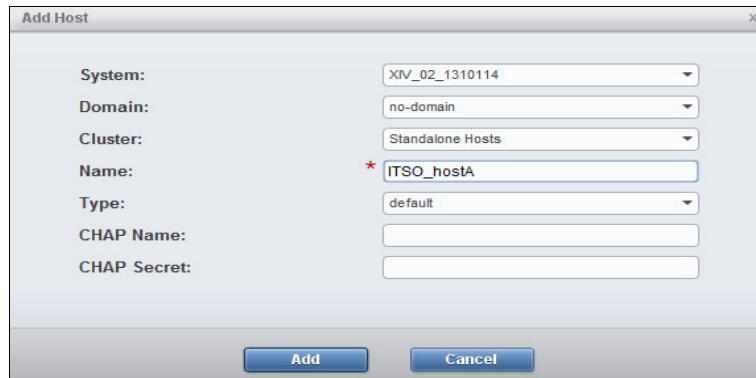 Add Host x
System: XIV_02_1310114
Domain: no-domain
Cluster: Standalone Hosts
Name: * ITSO_hostA
Type: default
CHAP Name:
CHAP Secret:
Add Cancel